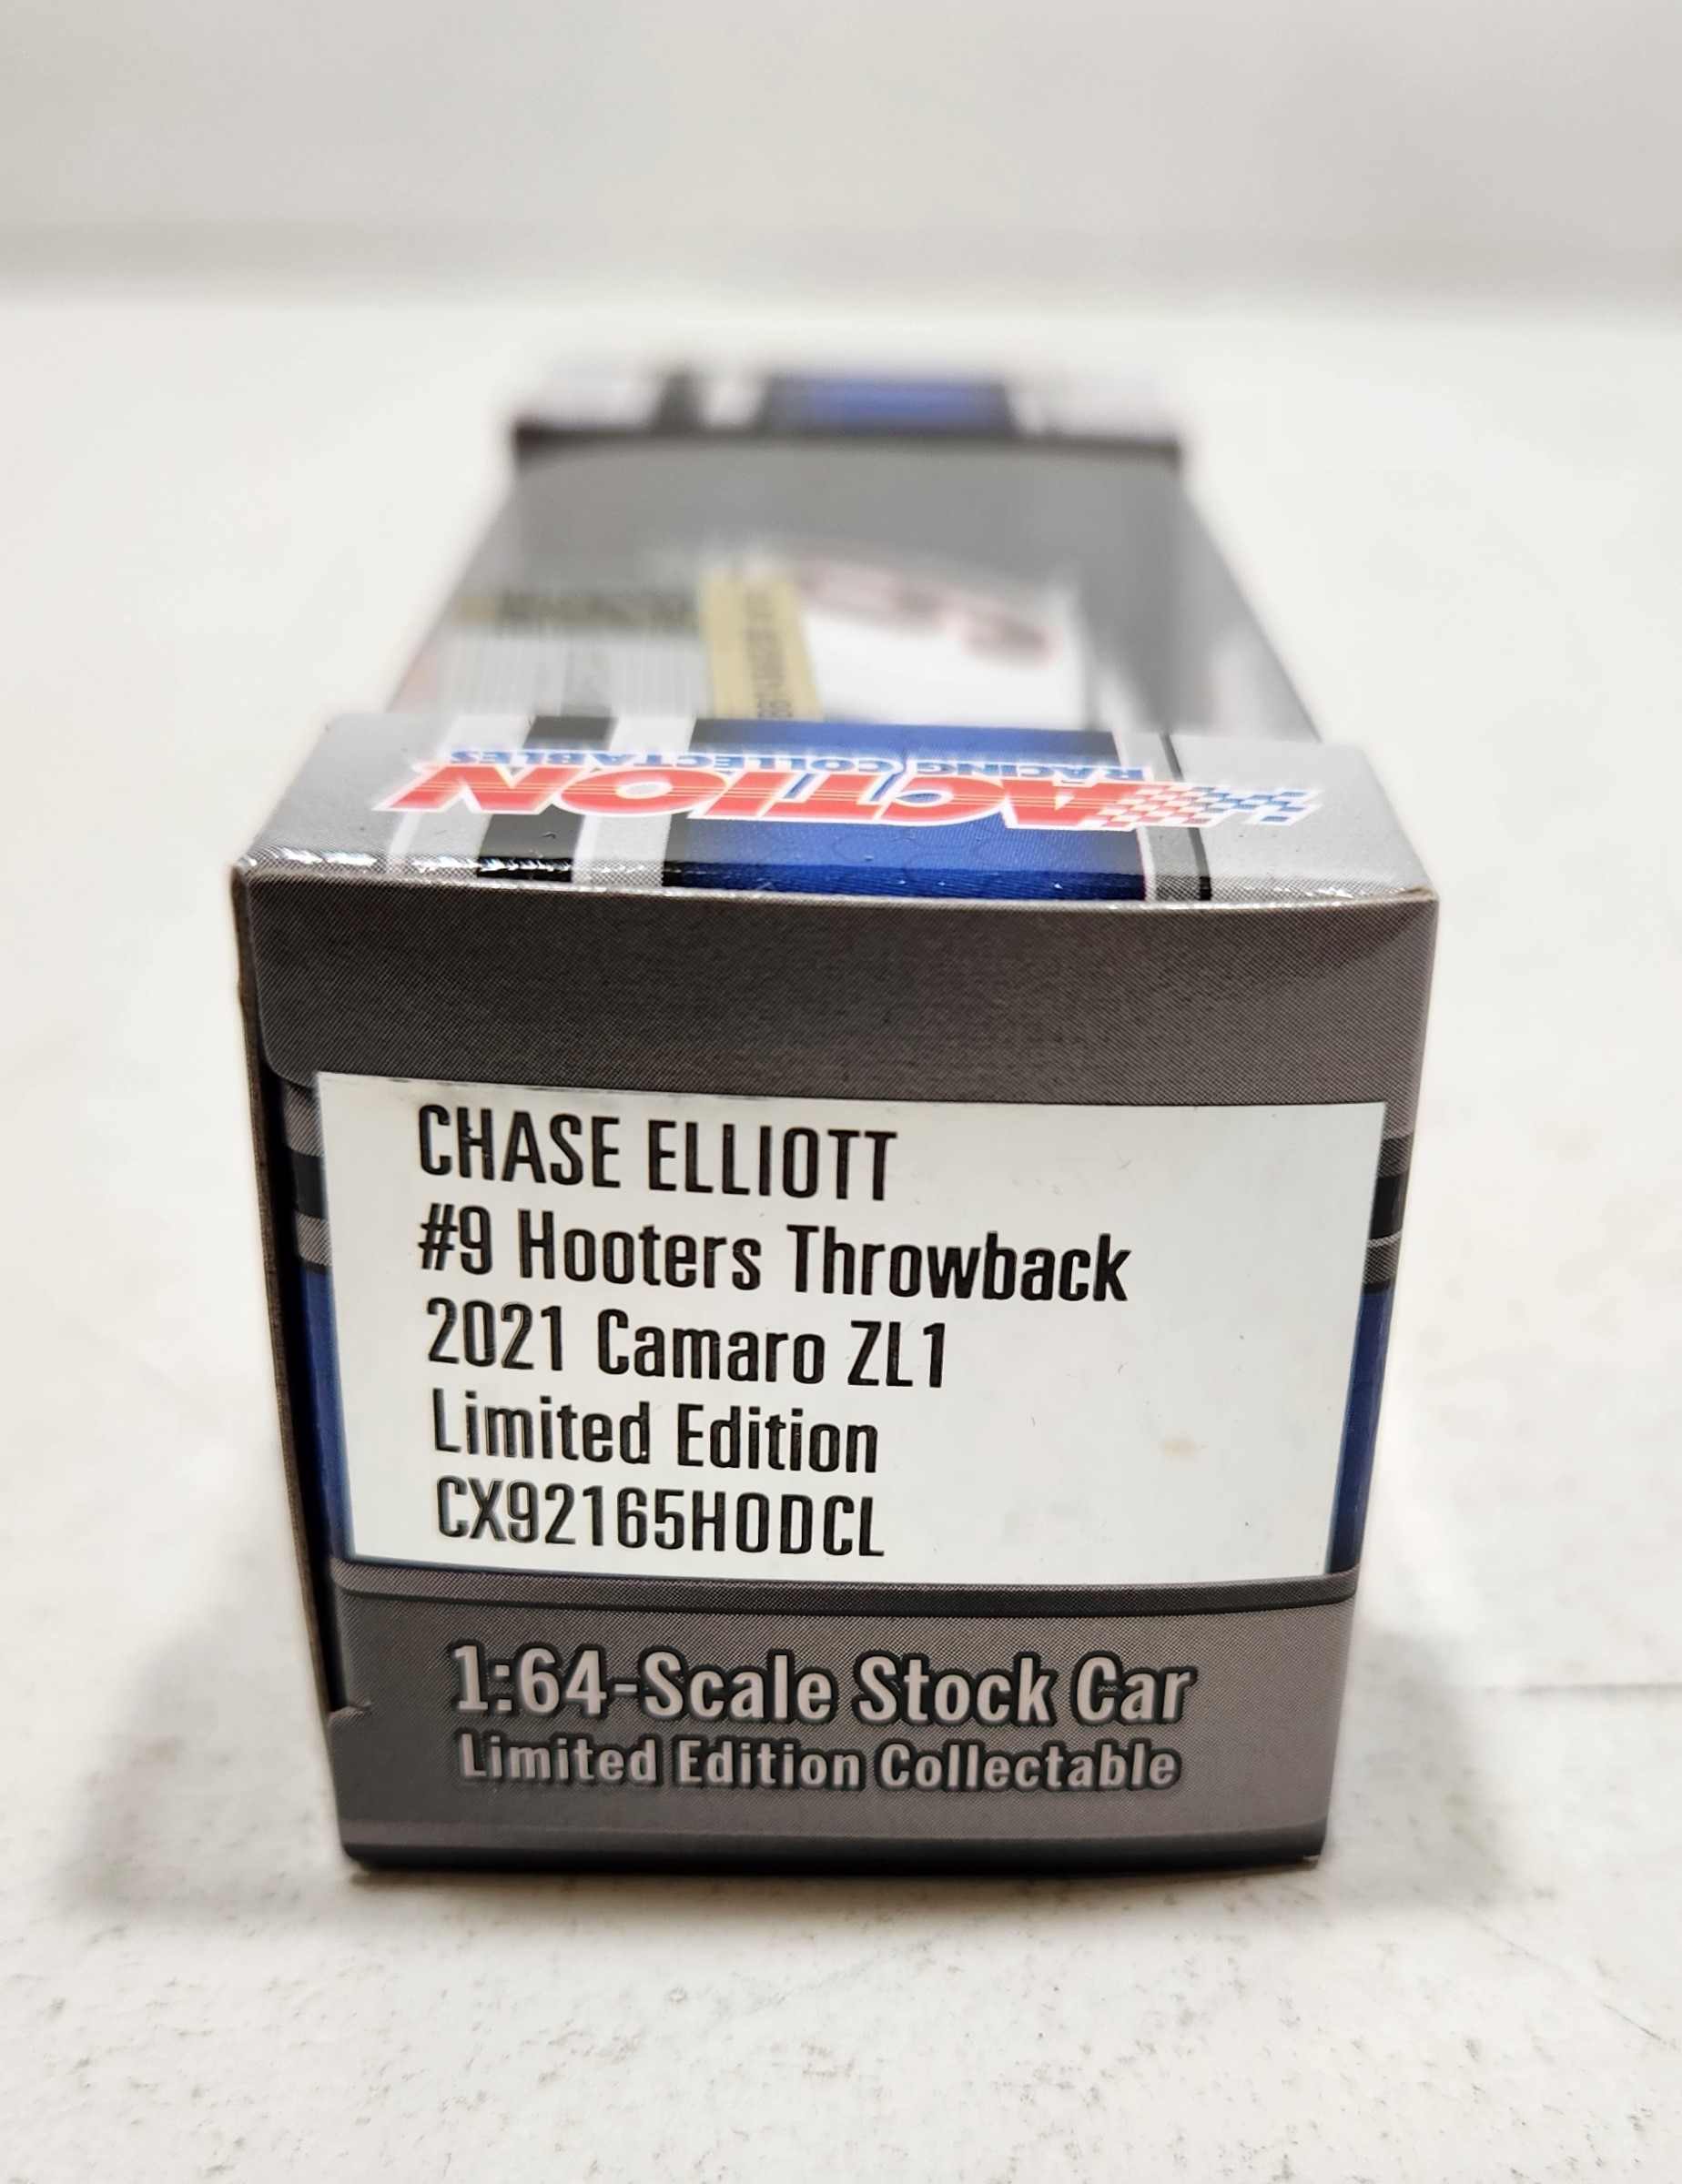 ACTION
RACING COLLECTABLES
CHASE ELLIOTT
#9 Hooters Throwback
2021 Camaro ZL1
Limited Edition
CX92165HODCL
1:64-Scale Stock Car
Limited Edition Collectable